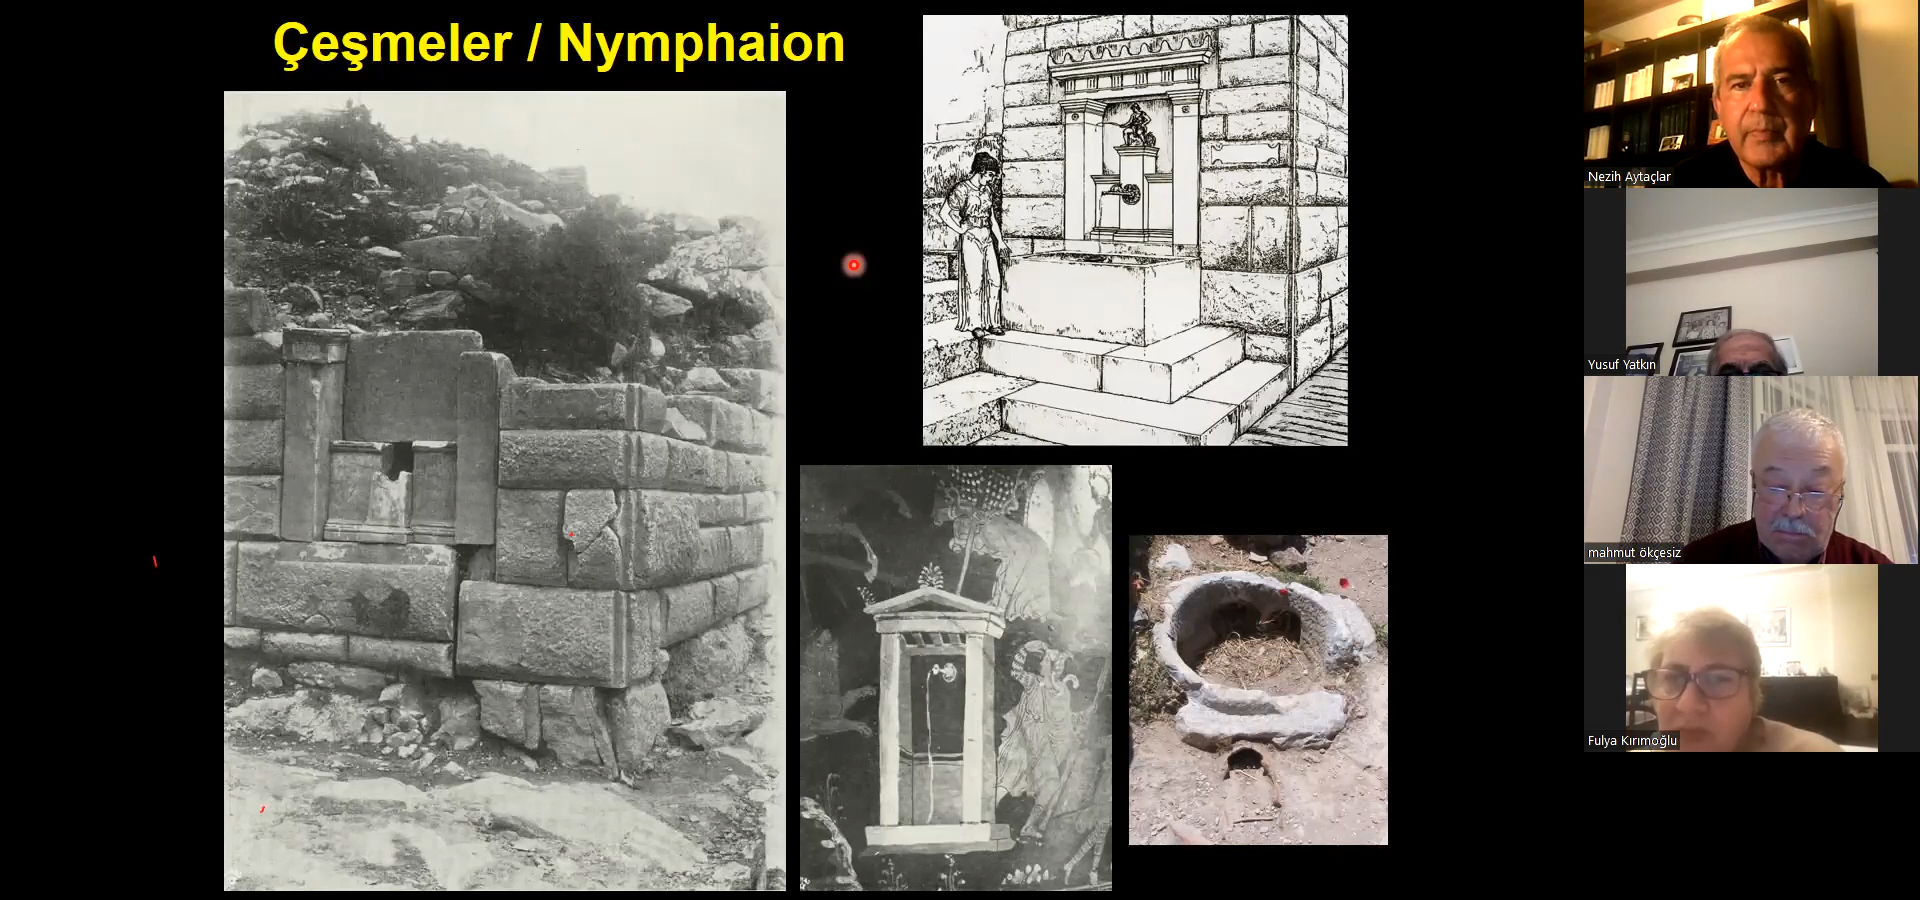 Çeşmeler / Nymphaion
Nezih Aytaçlar
Yusuf Yatkın
mahmut ökçesiz
Fulya Kırımoğlu